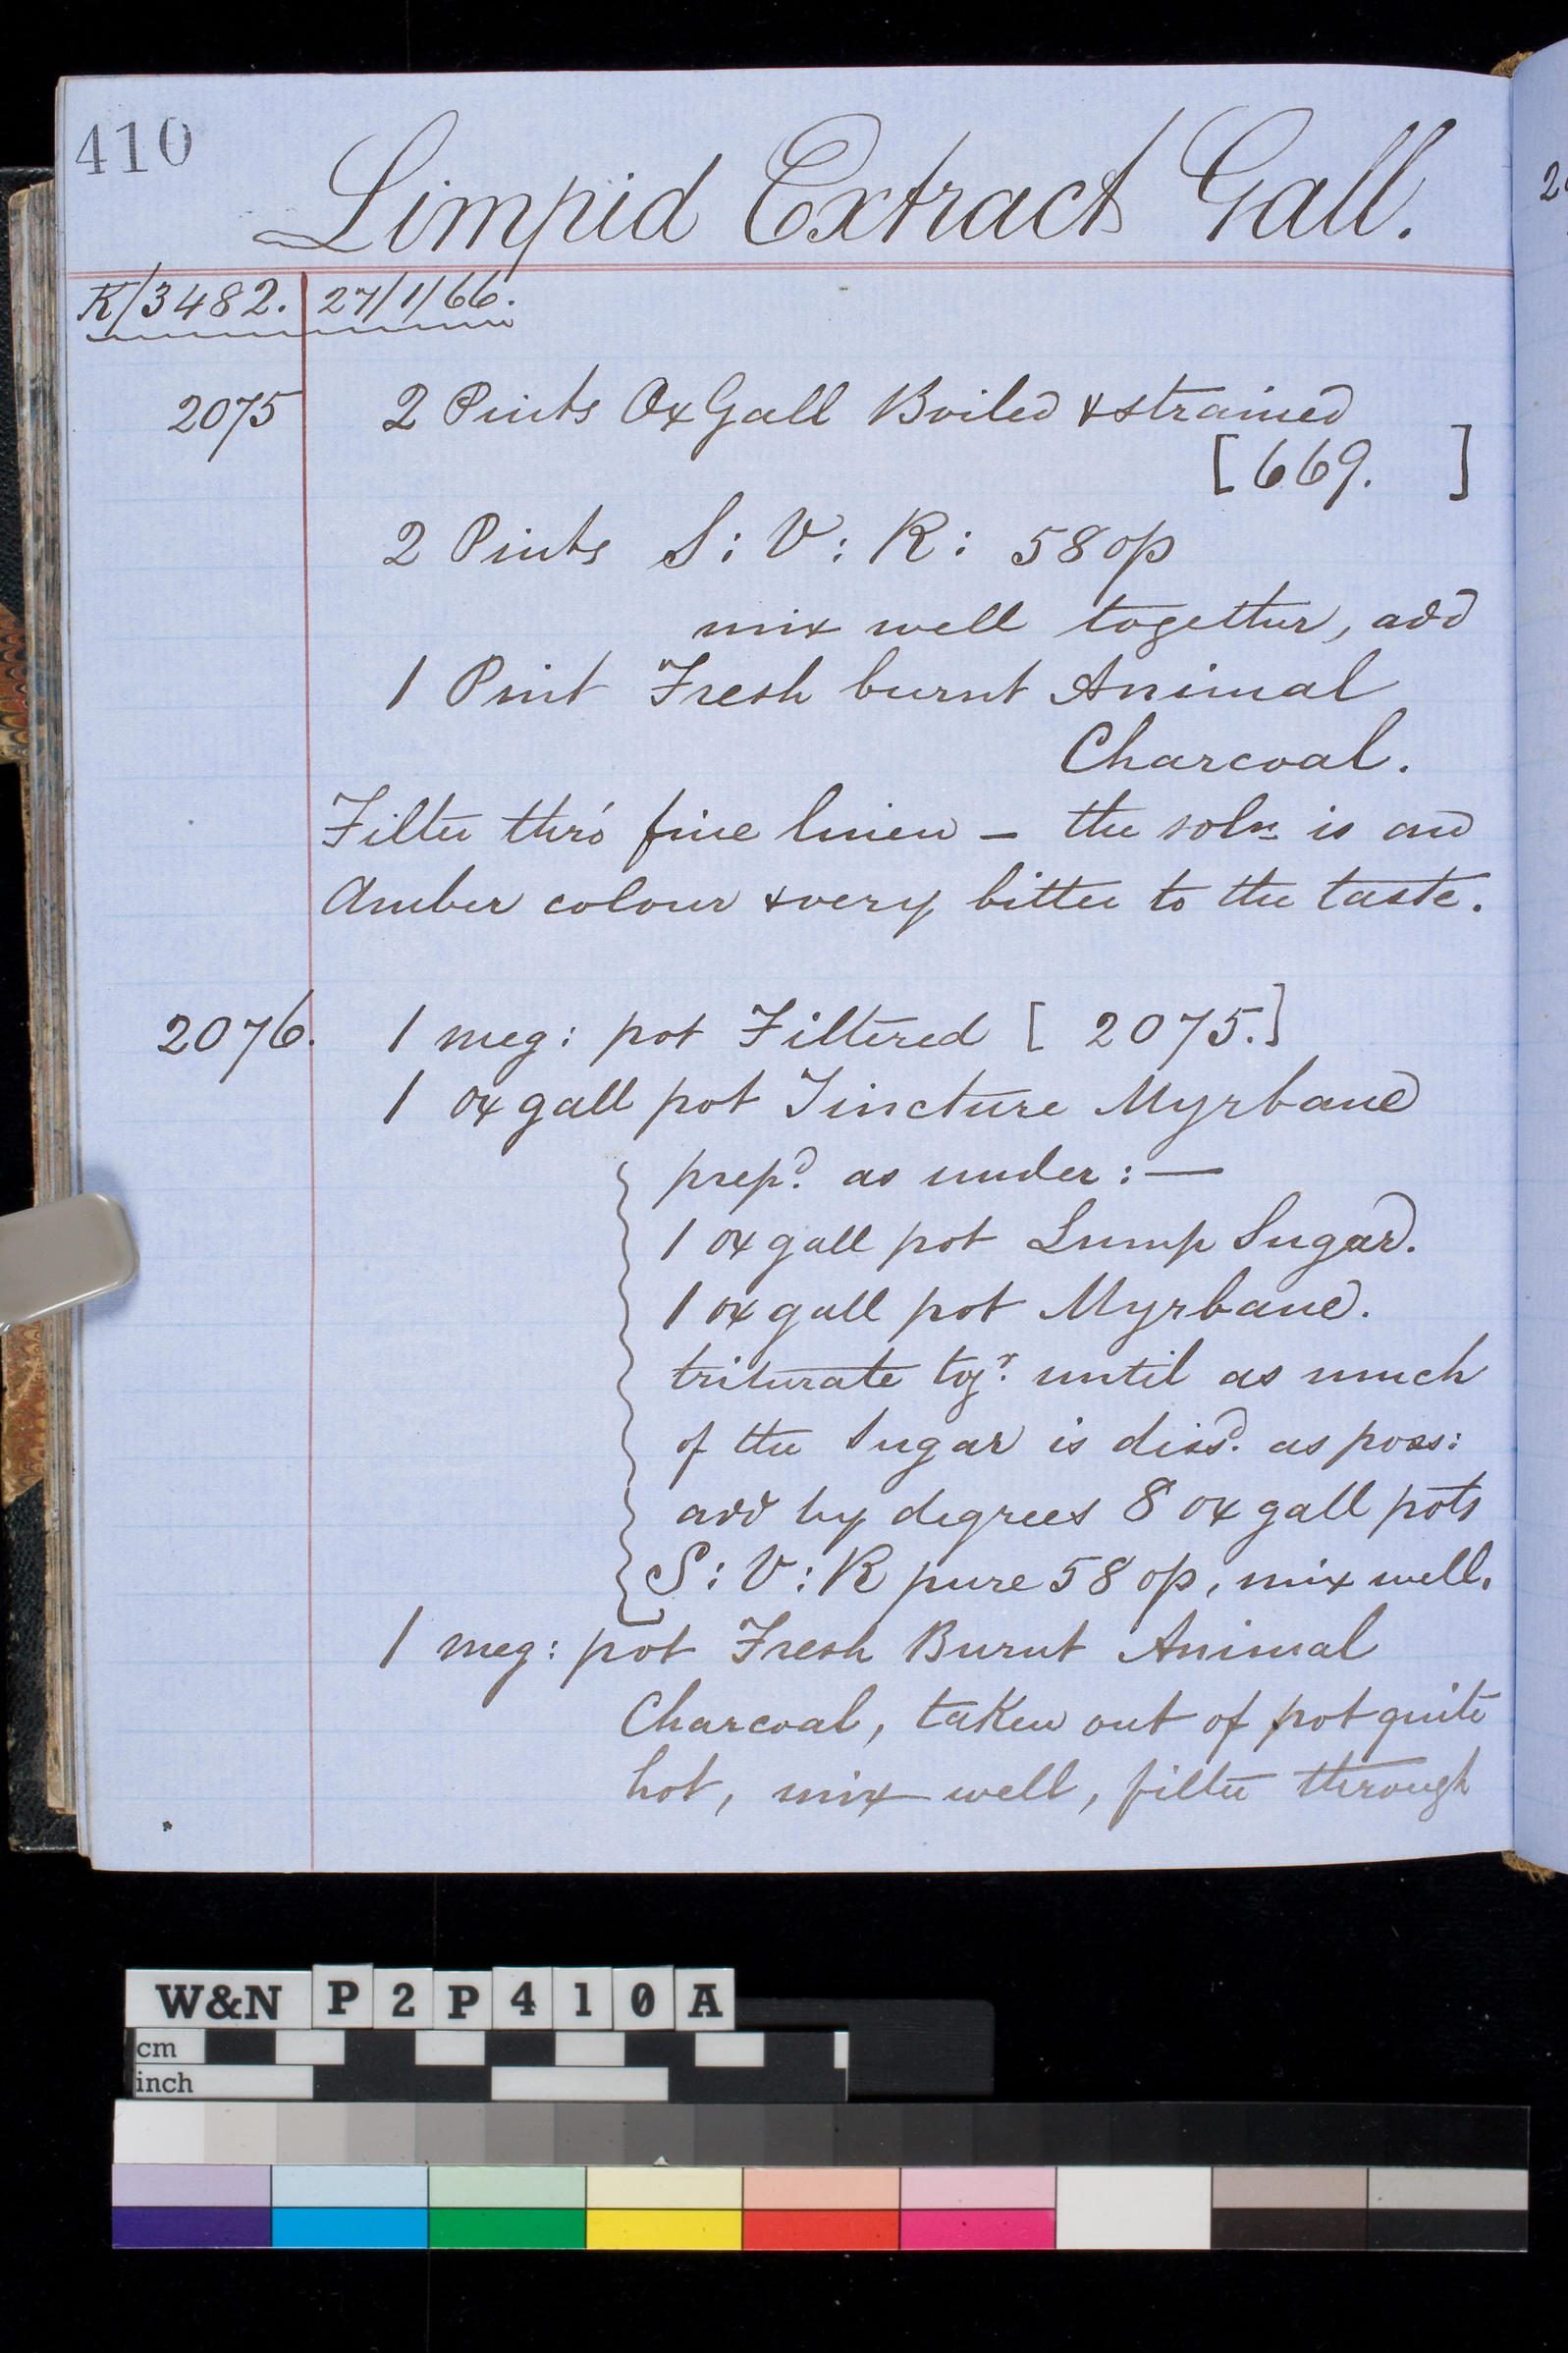 410
Limpid Extract Gall.
K/3482. 27/1/66.
2075 2 Pints Ox Gall Boiled & strained
[669. ]
2 Pints S: V: R: 58 op
mix well together, add
1 Pint Fresh burnt Animal
Charcoal.
Filter thro' fine linen — the soln is an
Amber colour & very bitter to the taste.
2076. 1 meg: pot Filtered [ 2075.]
1 ox gall pot Tincture Myrbane
prepd. as under: —
1 ox gall pot Lump Sugar.
1 ox gall pot Myrbane.
triturate togr. until as much
of the Sugar is dissd. as poss:
add by degrees 8 ox gall pots
S: V: R pure 58 op, mix well.
1 meg: pot Fresh Burnt Animal
Charcoal, taken out of pot quite
hot, mix well, filter through
W&N P2P410A
cm
inch